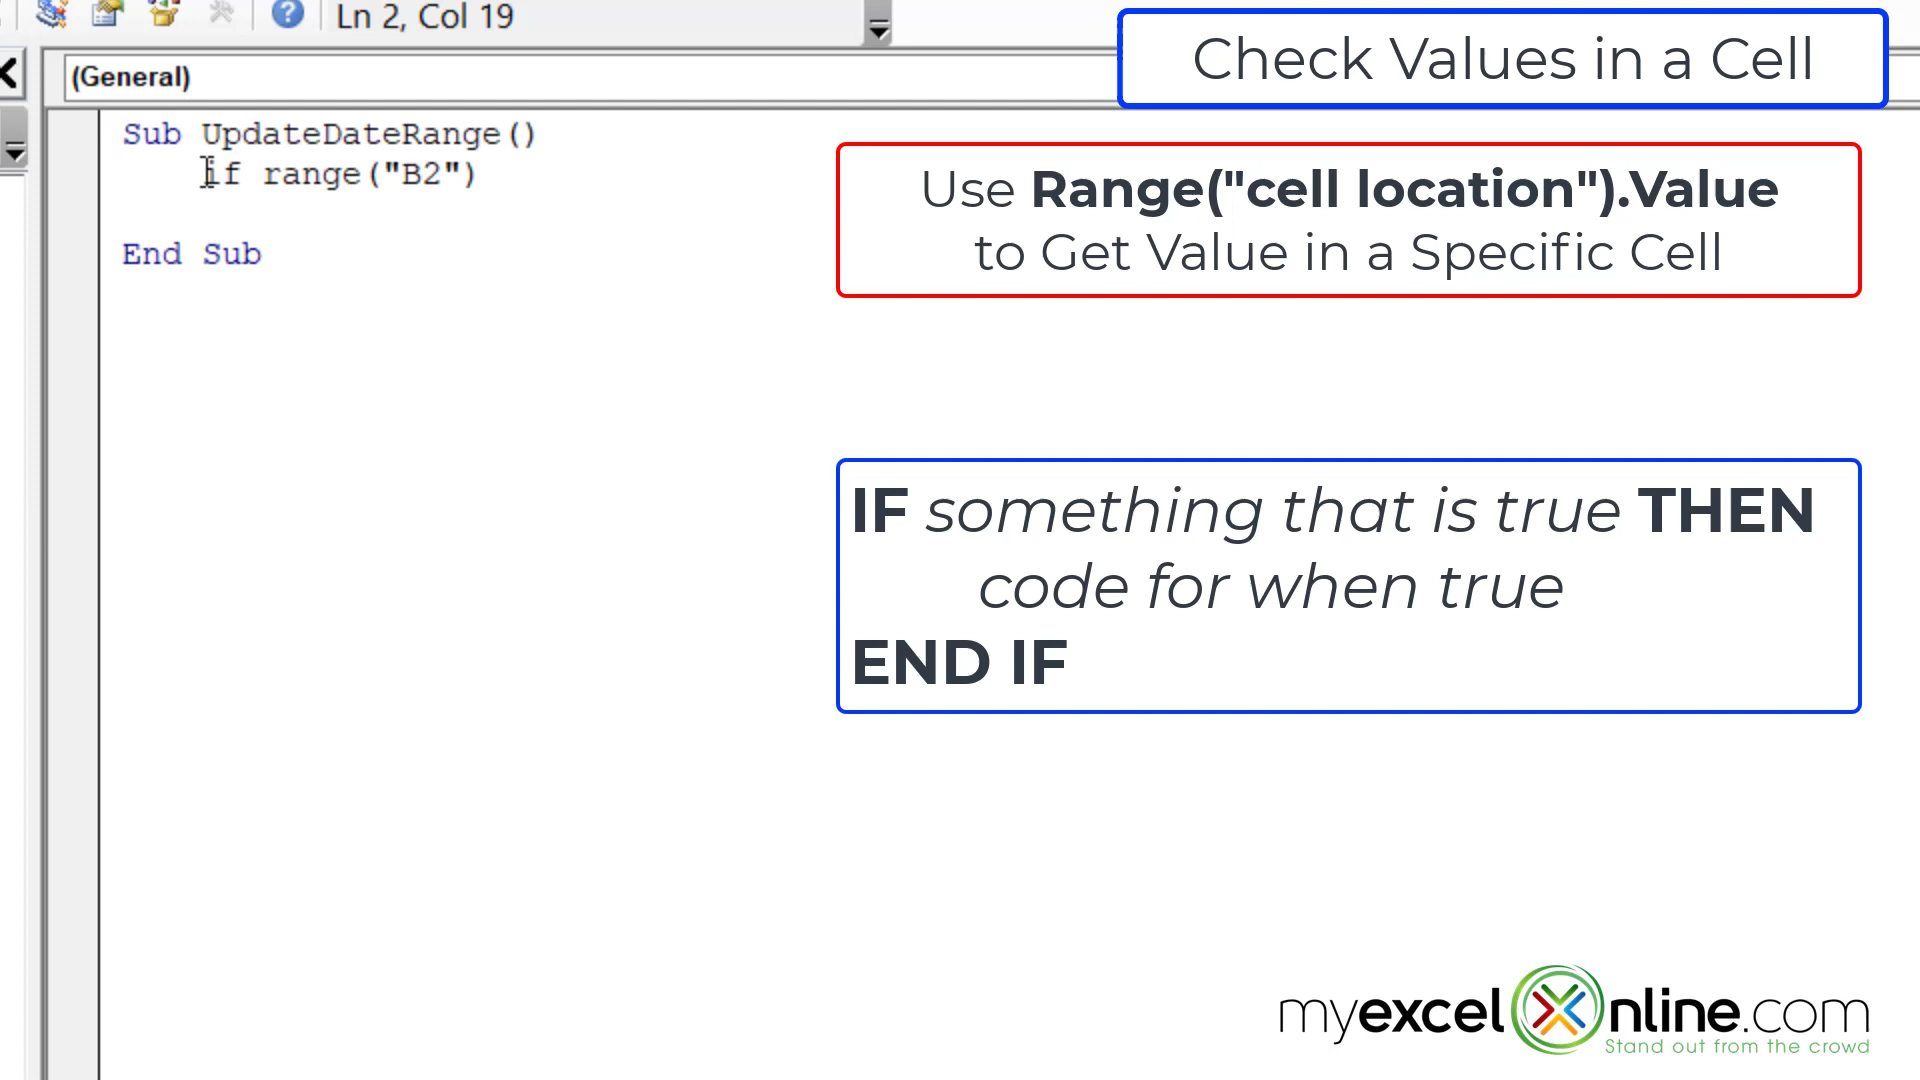 Ln 2, Col 19
Check Values in a Cell
(General)
Sub UpdateDateRange()
if range("B2")
End Sub
Use Range("cell location").Value
to Get Value in a Specific Cell
IF something that is true THEN
code for when true
END IF
myexcelOnline.com
Stand out from the crowd